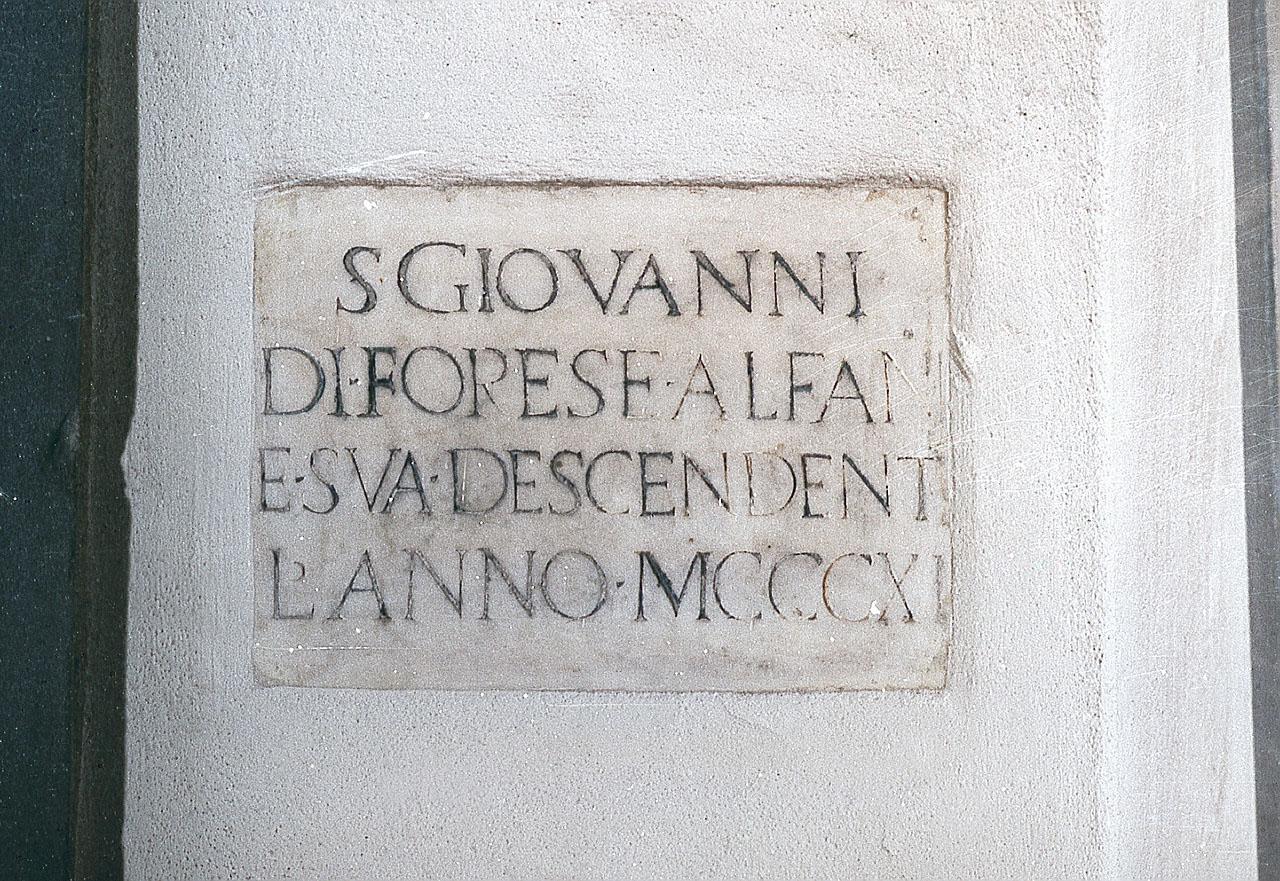 S·GIOVANNI
DI·FORESE·ALFAN
E·SVA·DESCENDENT
L'ANNO·MCCCXI